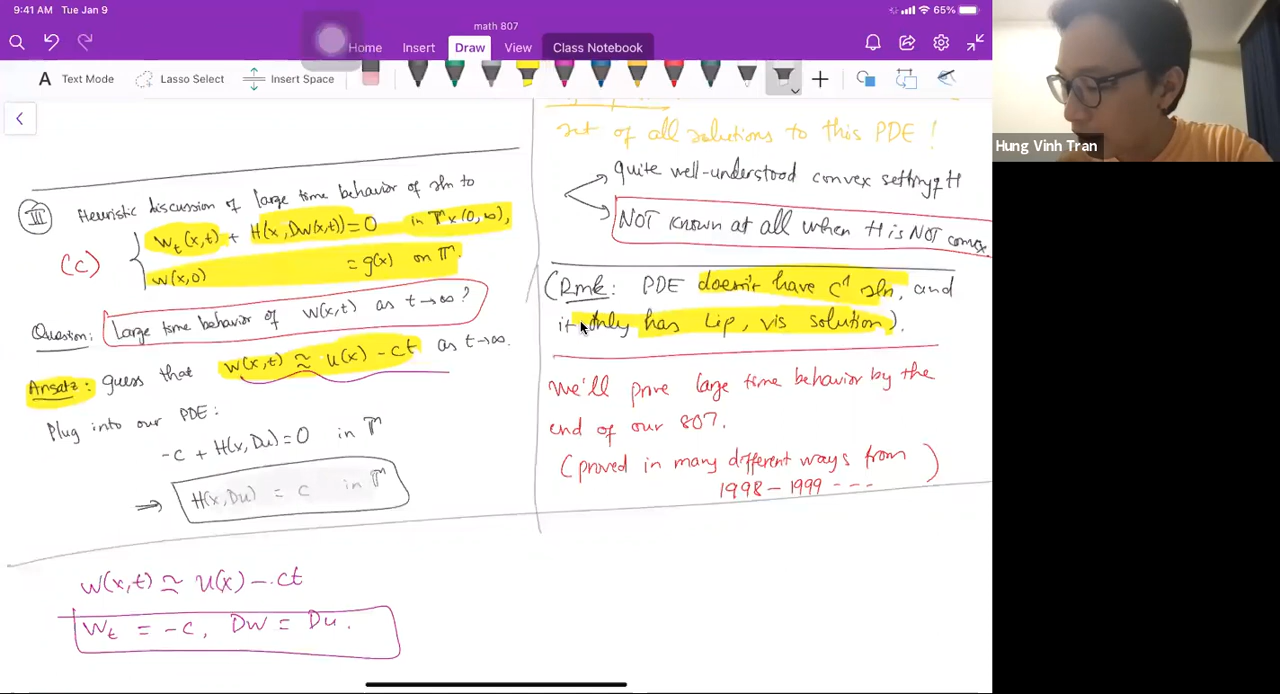 9:41 AM Tue Jan 9
math 807
65%
Home Insert Draw View Class Notebook
A Text Mode Lasso Select Insert Space
III Heuristic discussion of large time behavior of sln to
(C) { w_t(x,t) + H(x, Dw(x,t)) = 0 in 𝕋ⁿ × (0, ∞),
w(x,0) = g(x) on 𝕋ⁿ.
Question: large time behavior of w(x,t) as t → ∞ ?
Ansatz: guess that w(x,t) ≃ u(x) − ct as t → ∞.
Plug into our PDE:
−c + H(x, Du) = 0 in 𝕋ⁿ
⟹ H(x, Du) = c in 𝕋ⁿ
w(x,t) ≃ u(x) − ct
w_t = −c, Dw = Du.
set of all solutions to this PDE !
quite well-understood convex setting of H
NOT known at all when H is NOT convex
(Rmk: PDE doesn't have C¹ sln, and
it only has Lip, vis solution).
We'll prove large time behavior by the
end of our 807.
(proved in many different ways from
1998 – 1999 - - - )
Hung Vinh Tran